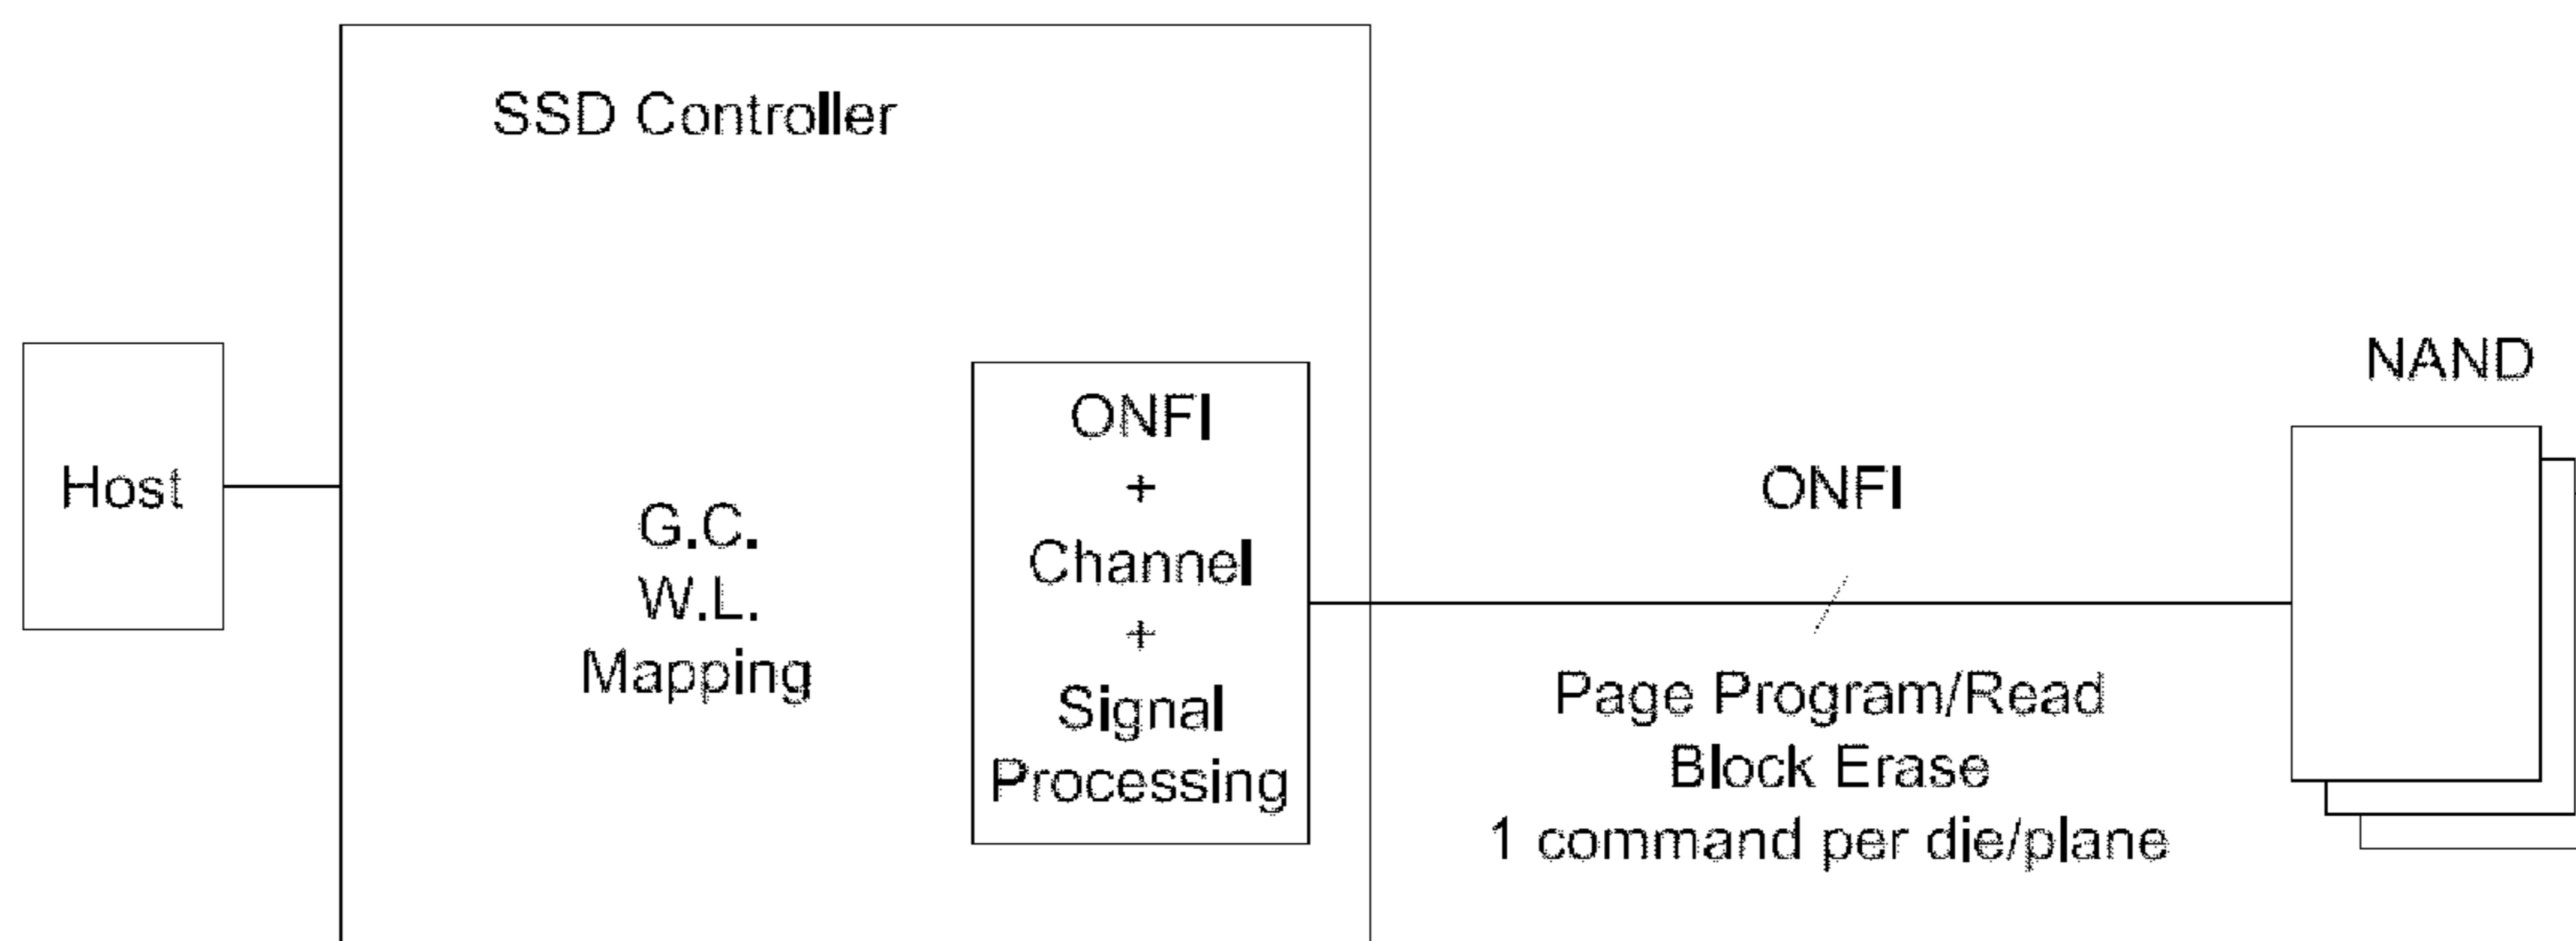 SSD Controller
Host
G.C.
W.L.
Mapping
ONFI
+
Channel
+
Signal
Processing
ONFI
Page Program/Read
Block Erase
1 command per die/plane
NAND